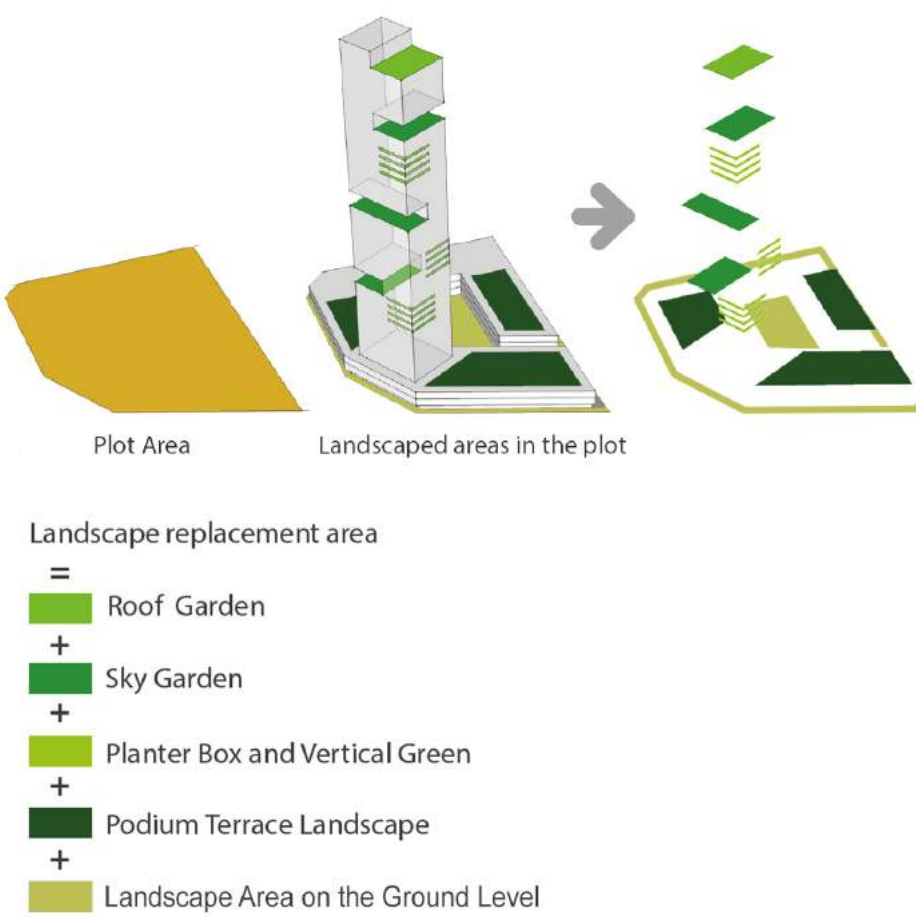 Plot Area
Landscaped areas in the plot
Landscape replacement area
=
Roof Garden
+
Sky Garden
+
Planter Box and Vertical Green
+
Podium Terrace Landscape
+
Landscape Area on the Ground Level